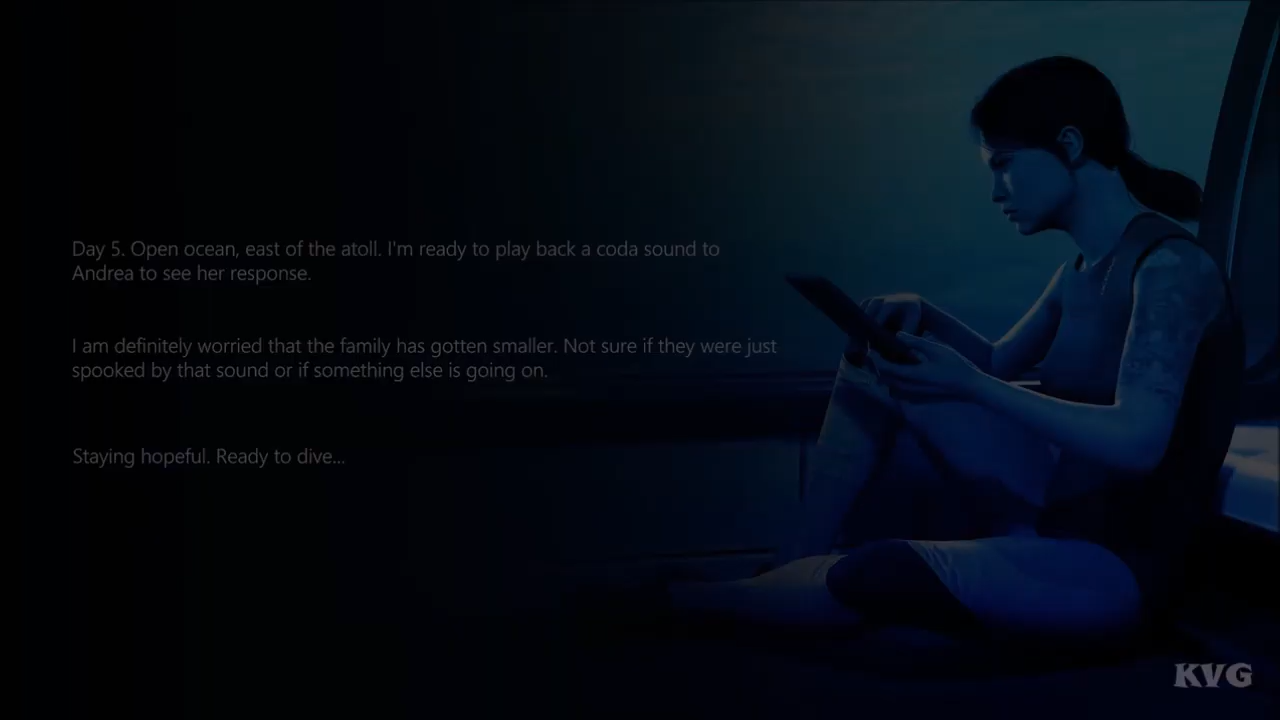 Day 5. Open ocean, east of the atoll. I'm ready to play back a coda sound to
Andrea to see her response.
I am definitely worried that the family has gotten smaller. Not sure if they were just
spooked by that sound or if something else is going on.
Staying hopeful. Ready to dive...
KVG